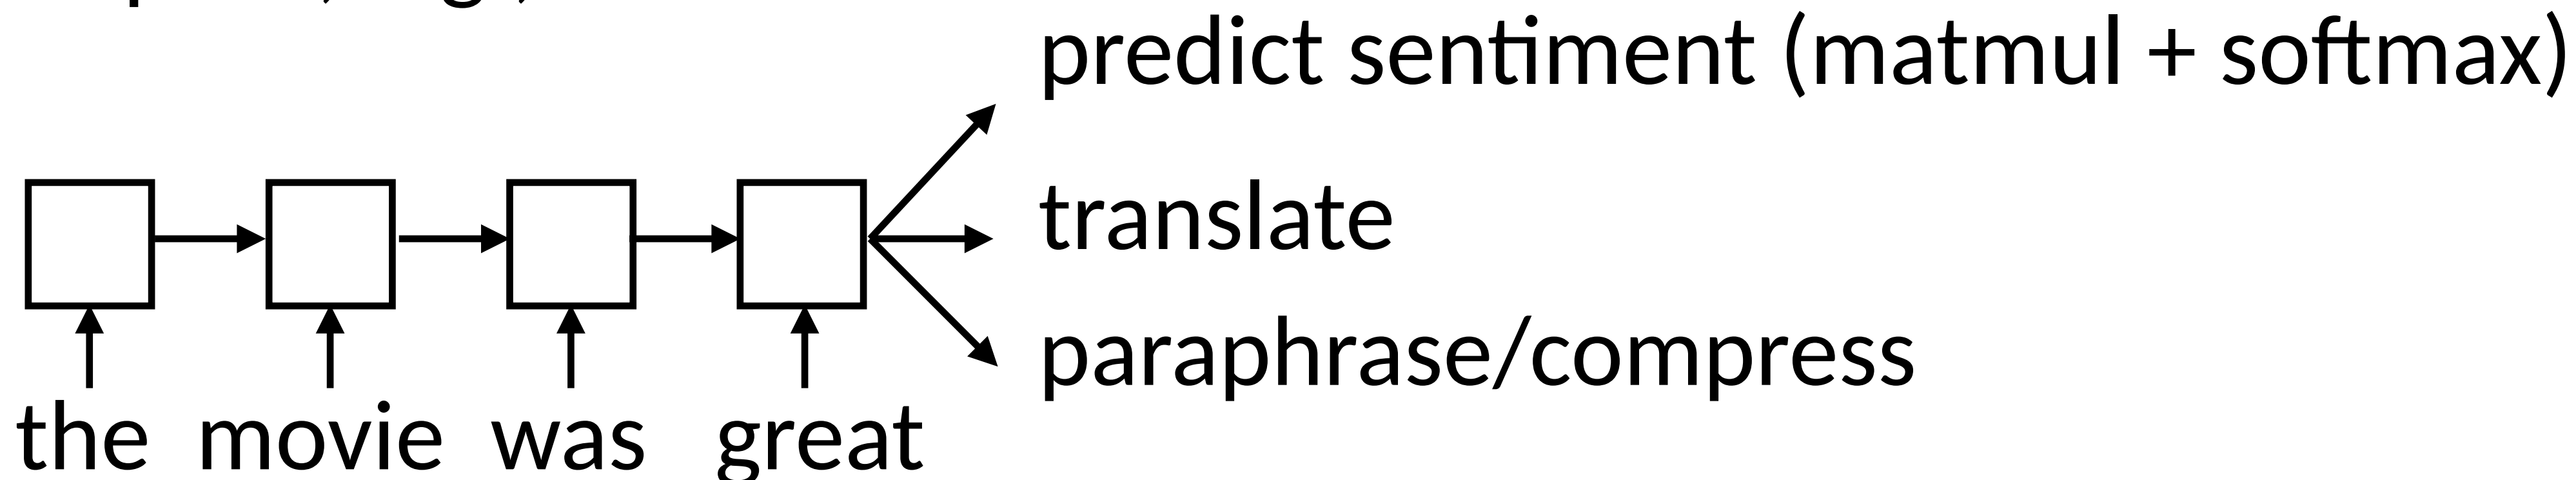 predict sentiment (matmul + softmax)
translate
paraphrase/compress
the movie was great